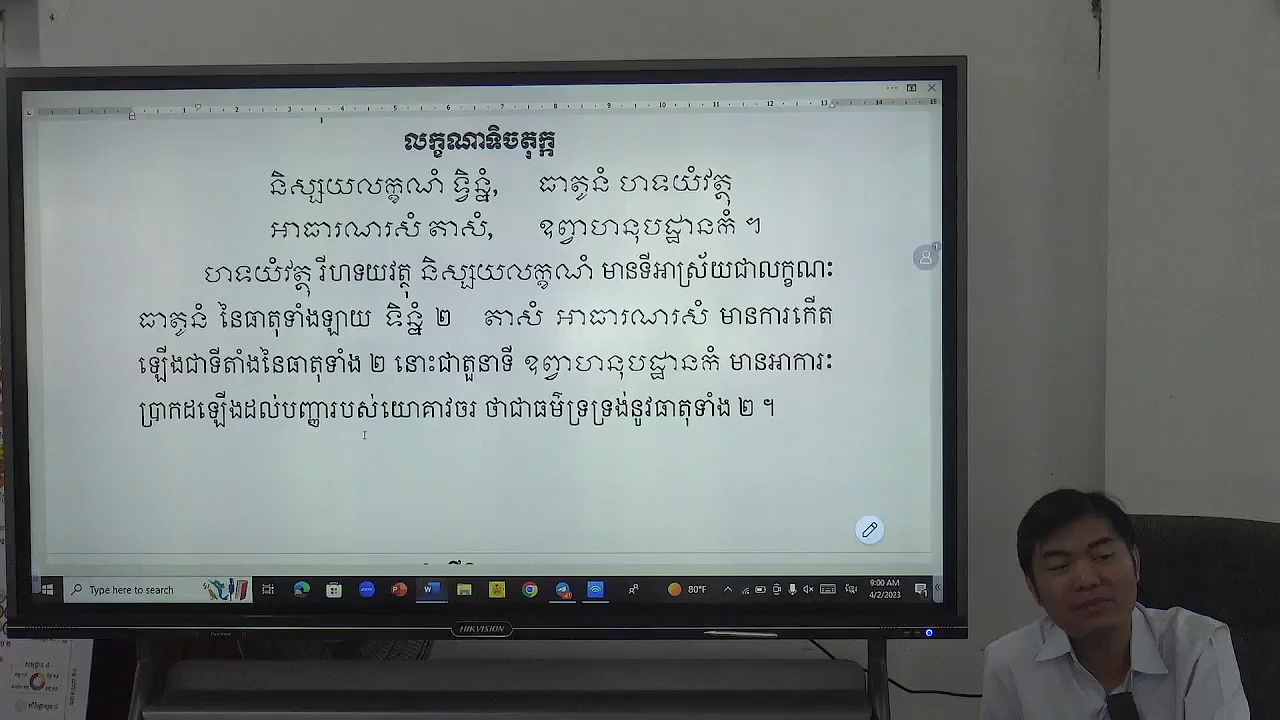 លក្ខណាទិចតុក្ក
និស្សយលក្ខណំ ទ្វិន្នំ, ធាតូនំ ហទយំវត្ថុ
អាធារណរសំ តាសំ, ឧព្វាហនុបដ្ឋានកំ ។
ហទយំវត្ថុ រីហទយវត្ថុ និស្សយលក្ខណំ មានទីអាស្រ័យជាលក្ខណះ
ធាតូនំ នៃធាតុទាំងឡាយ ទិន្នំ ២ តាសំ អាធារណរសំ មានការកើត
ឡើងជាទីតាំងនៃធាតុទាំង ២ នោះជាតួនាទី ឧព្វាហនុបដ្ឋានកំ មានអាការះ
ប្រាកដឡើងដល់បញ្ញារបស់យោគាវចរ ថាជាធម៌ទ្រទ្រង់នូវធាតុទាំង ២ ។
Type here to search
80°F
9:00 AM
4/2/2023
HIKVISION